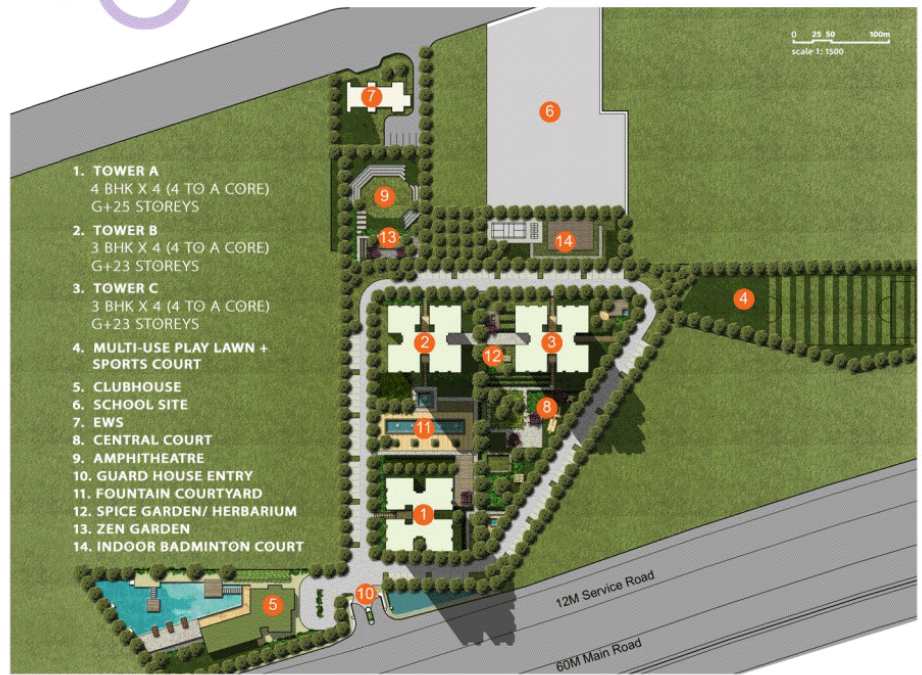 0 25 50 100m
scale 1: 1500
7
6
1. TOWER A
4 BHK X 4 (4 TO A CORE)
G+25 STOREYS
2. TOWER B
3 BHK X 4 (4 TO A CORE)
G+23 STOREYS
3. TOWER C
3 BHK X 4 (4 TO A CORE)
G+23 STOREYS
4. MULTI-USE PLAY LAWN +
SPORTS COURT
5. CLUBHOUSE
6. SCHOOL SITE
7. EWS
8. CENTRAL COURT
9. AMPHITHEATRE
10. GUARD HOUSE ENTRY
11. FOUNTAIN COURTYARD
12. SPICE GARDEN/ HERBARIUM
13. ZEN GARDEN
14. INDOOR BADMINTON COURT
9
13
14
4
2
3
12
8
11
1
5
10
12M Service Road
60M Main Road